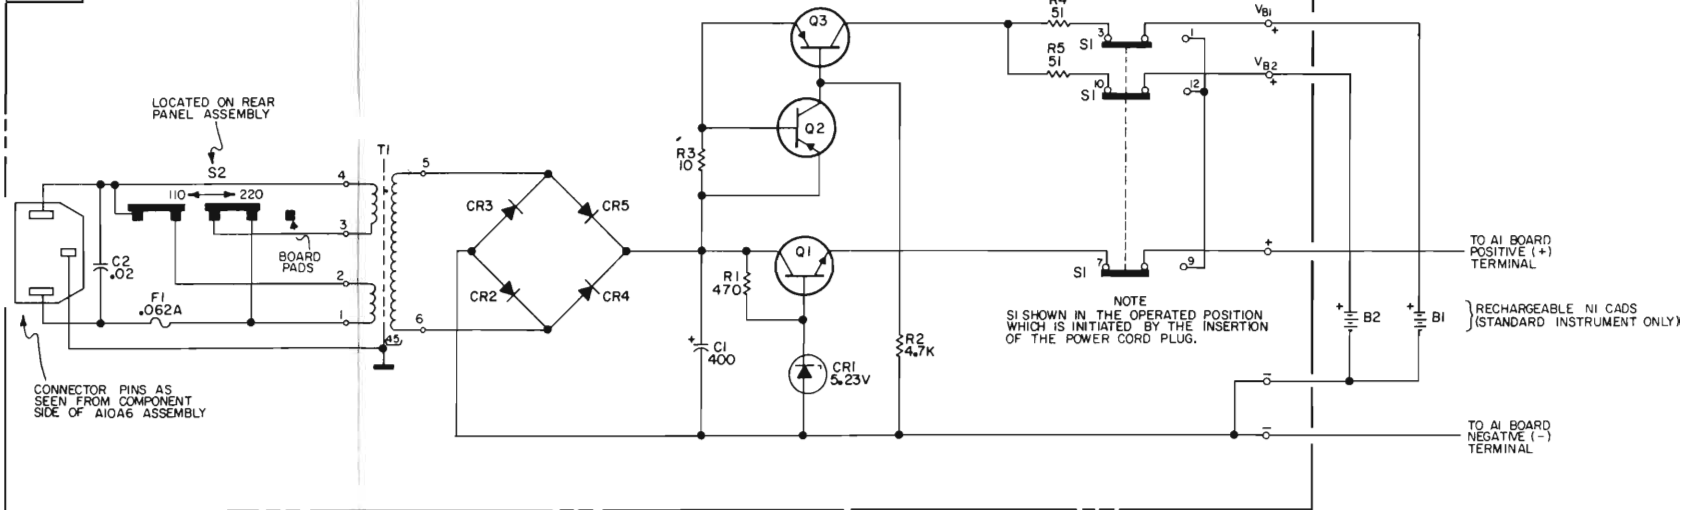 R4
51
Q3
VB1
+
3
S1
1
R5
51
VB2
+
10
S1
12
LOCATED ON REAR
PANEL ASSEMBLY
S2
110
220
T1
4
5
Q2
R3
10
CR3
CR5
3
BOARD
PADS
C2
.02
F1
.062A
2
1
6
45
CR2
CR4
Q1
R1
470
7
S1
9
+
TO A1 BOARD
POSITIVE (+)
TERMINAL
NOTE
S1 SHOWN IN THE OPERATED POSITION
WHICH IS INITIATED BY THE INSERTION
OF THE POWER CORD PLUG.
+
B2
+
B1
RECHARGEABLE NI CADS
(STANDARD INSTRUMENT ONLY)
+
C1
400
CR1
5.23V
R2
4.7K
CONNECTOR PINS AS
SEEN FROM COMPONENT
SIDE OF A10A6 ASSEMBLY
-
-
TO A1 BOARD
NEGATIVE (-)
TERMINAL